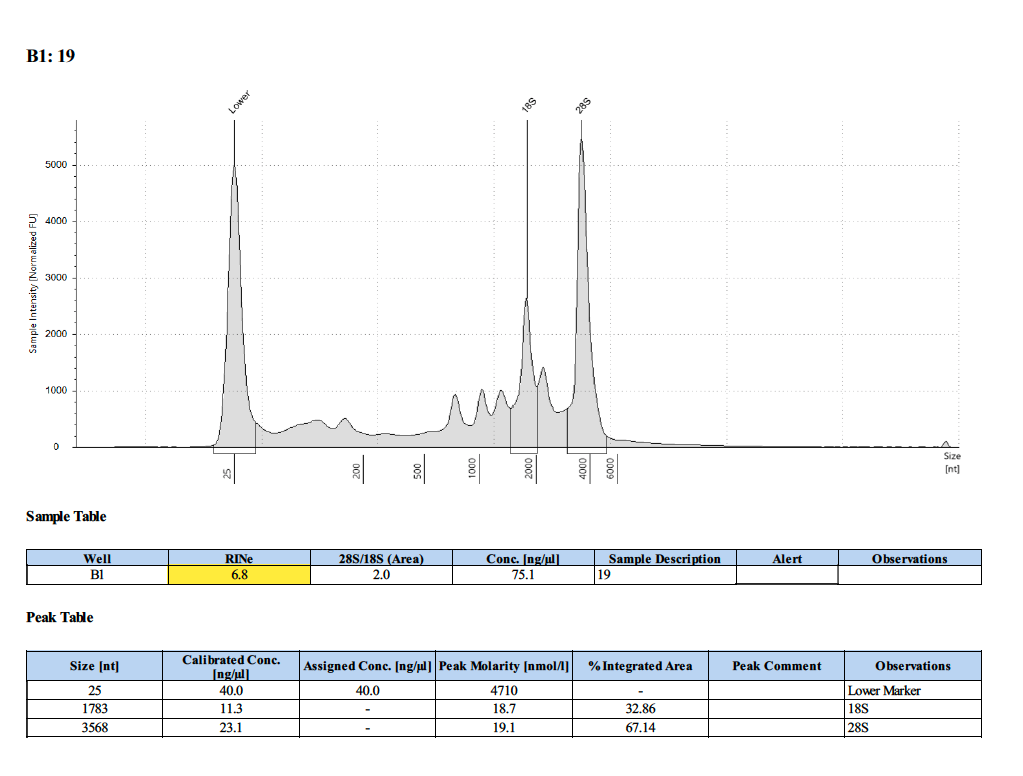 B1: 19
Lower
18S
28S
Sample Intensity [Normalized FU]
5000
4000
3000
2000
1000
0
25
200
500
1000
2000
4000
6000
Size
[nt]
Sample Table
Well RINe 28S/18S (Area) Conc. [ng/µl] Sample Description Alert Observations
B1 6.8 2.0 75.1 19
Peak Table
Size [nt] Calibrated Conc. [ng/µl] Assigned Conc. [ng/µl] Peak Molarity [nmol/l] % Integrated Area Peak Comment Observations
25 40.0 40.0 4710 - Lower Marker
1783 11.3 - 18.7 32.86 18S
3568 23.1 - 19.1 67.14 28S